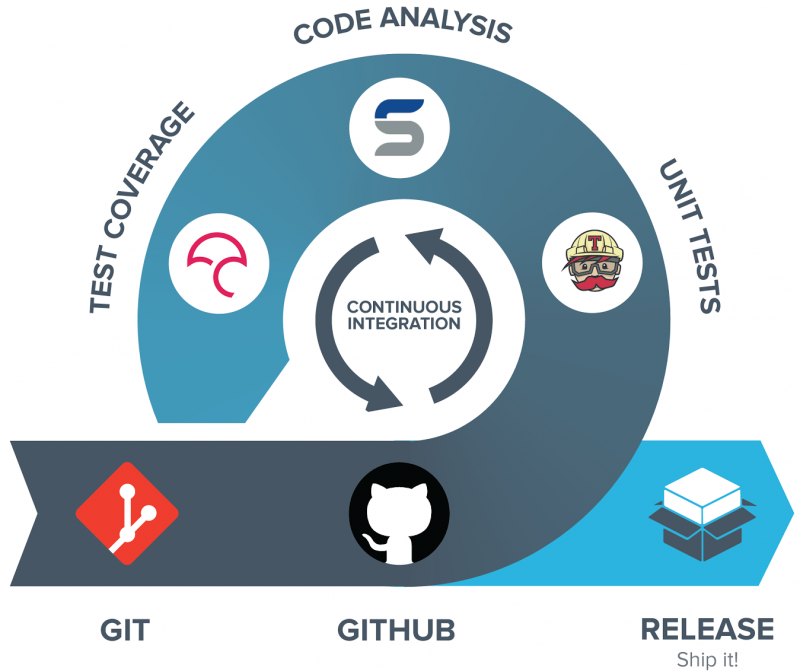 CODE ANALYSIS
TEST COVERAGE
UNIT TESTS
T
CONTINUOUS
INTEGRATION
GIT
GITHUB
RELEASE
Ship it!